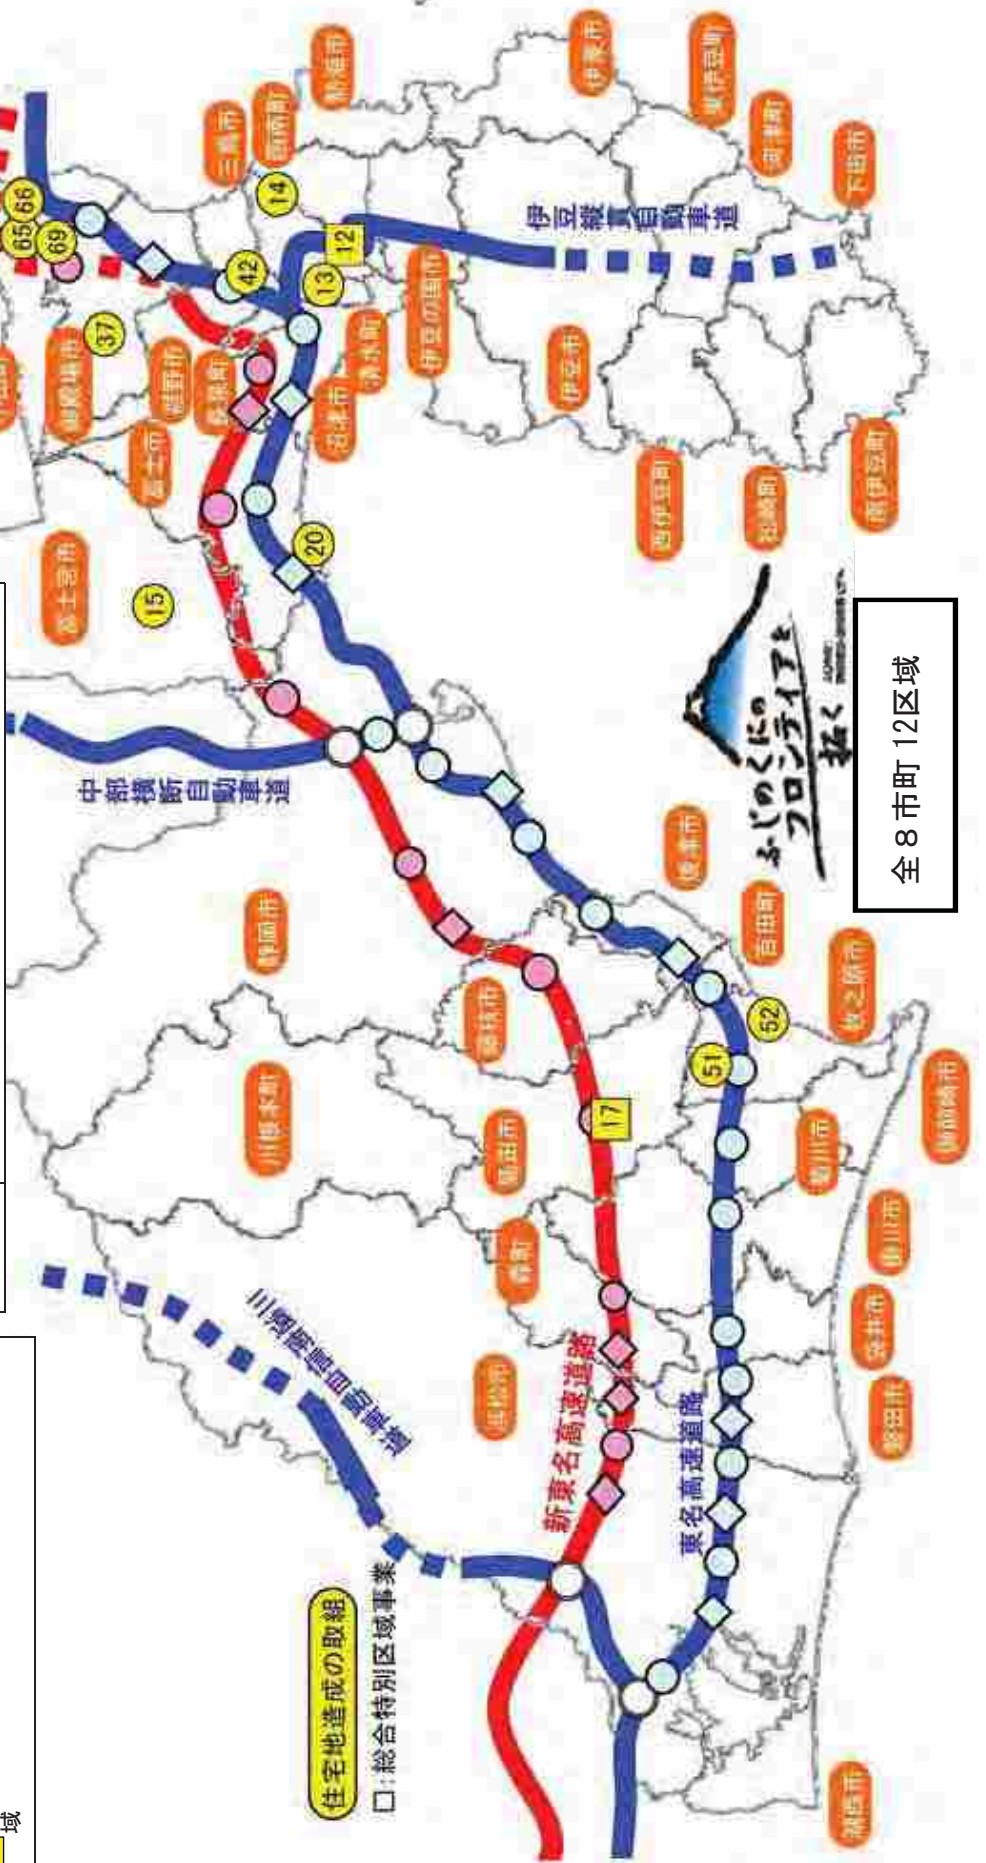 住宅地造成の取組
□：総合特別区域事業
域
湖西市
浜松市
磐田市
袋井市
掛川市
森町
菊川市
御前崎市
島田市
川根本町
牧之原市
吉田町
藤枝市
焼津市
静岡市
富士宮市
富士市
裾野市
御殿場市
長泉町
沼津市
清水町
三島市
函南町
熱海市
伊東市
東伊豆町
河津町
下田市
伊豆の国市
伊豆市
西伊豆町
松崎町
南伊豆町
三遠南信自動車道
新東名高速道路
東名高速道路
中部横断自動車道
伊豆縦貫自動車道
17
51
52
15
20
37
42
13
12
14
69
65
66
ふじのくにの
フロンティアを
拓く
全８市町 12区域